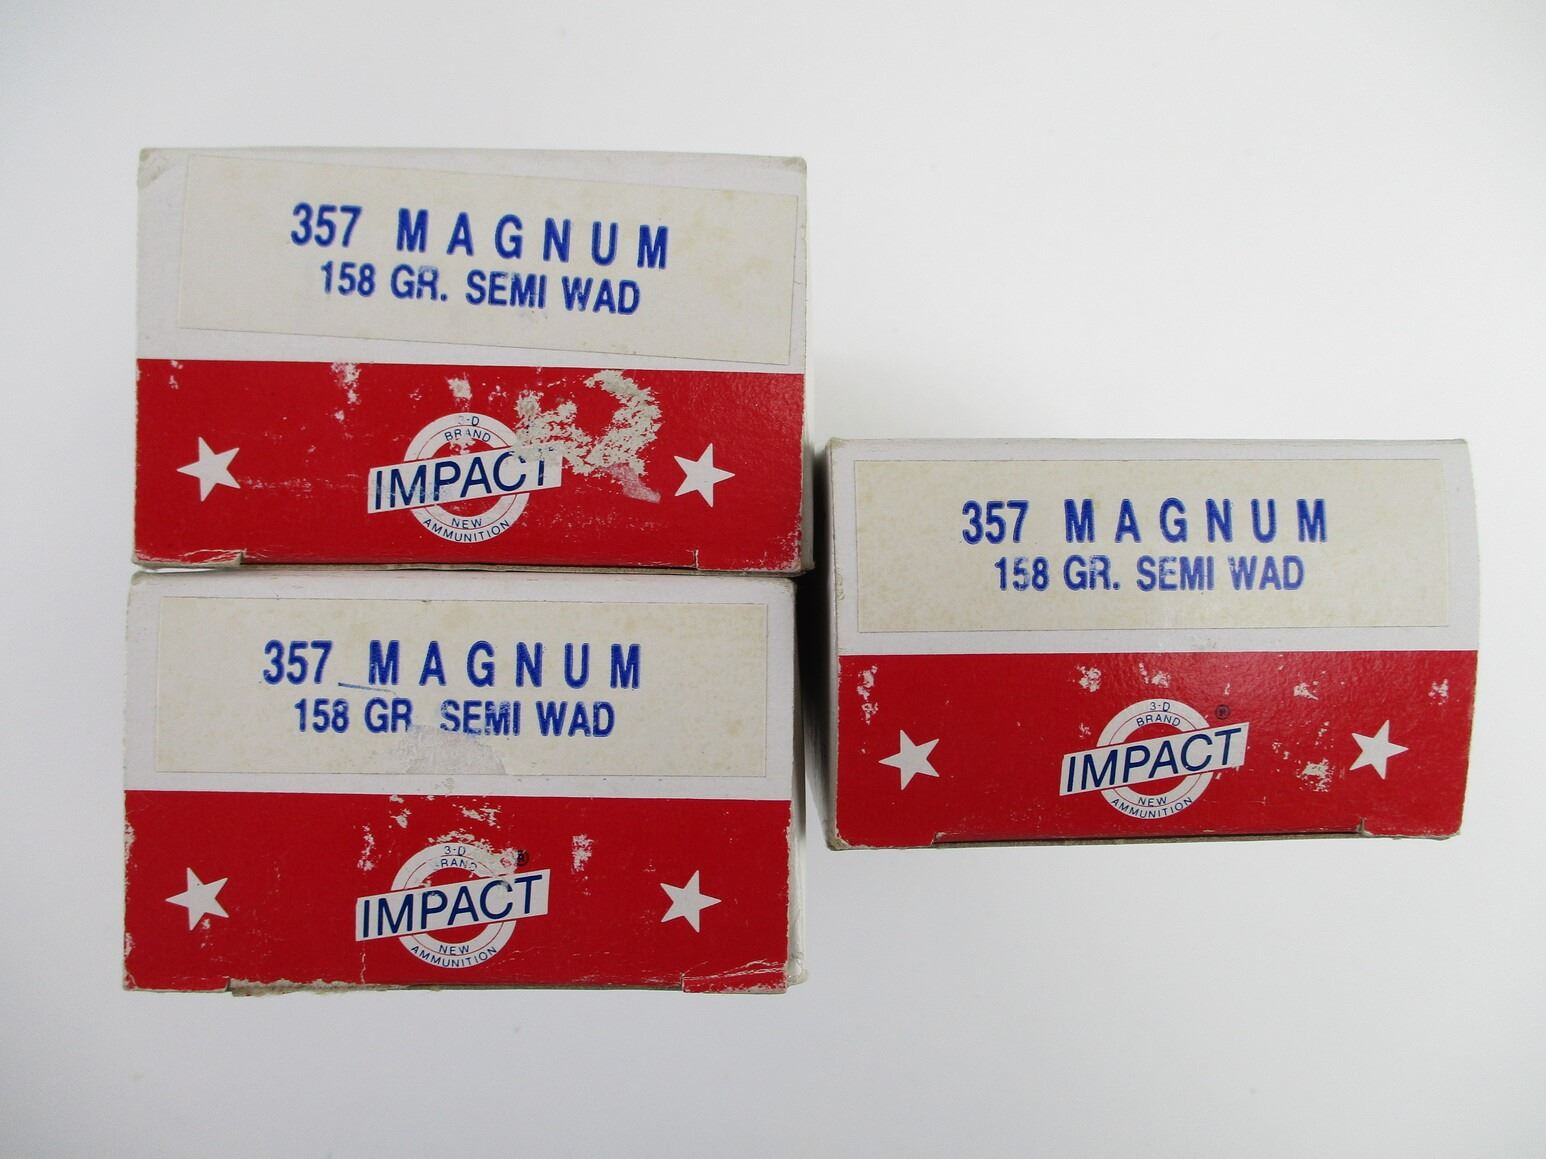 357 MAGNUM
158 GR. SEMI WAD
3-D
BRAND
IMPACT
NEW
AMMUNITION
357 MAGNUM
158 GR SEMI WAD
3-D
BRAND
®
IMPACT
NEW
AMMUNITION
357 MAGNUM
158 GR. SEMI WAD
3-D
BRAND
®
IMPACT
NEW
AMMUNITION